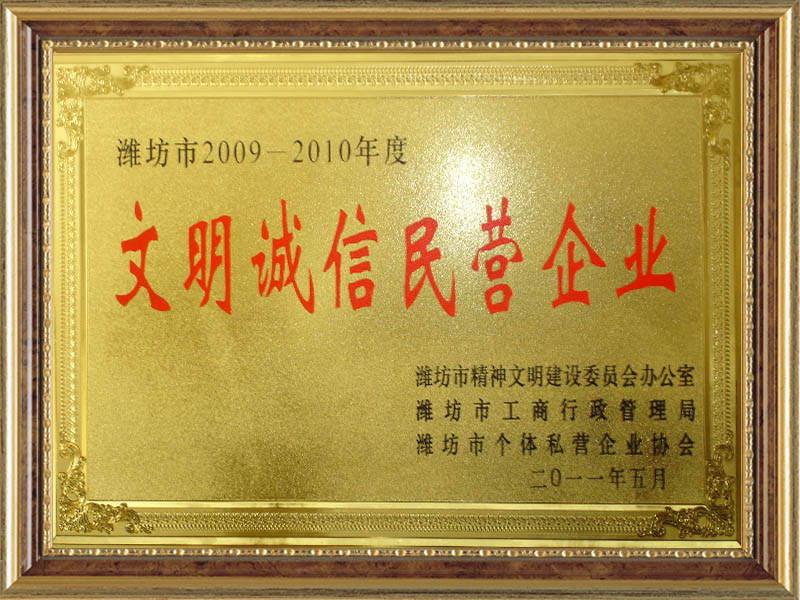 潍坊市2009－2010年度
文明诚信民营企业
潍坊市精神文明建设委员会办公室
潍坊市工商行政管理局
潍坊市个体私营企业协会
二〇一一年五月